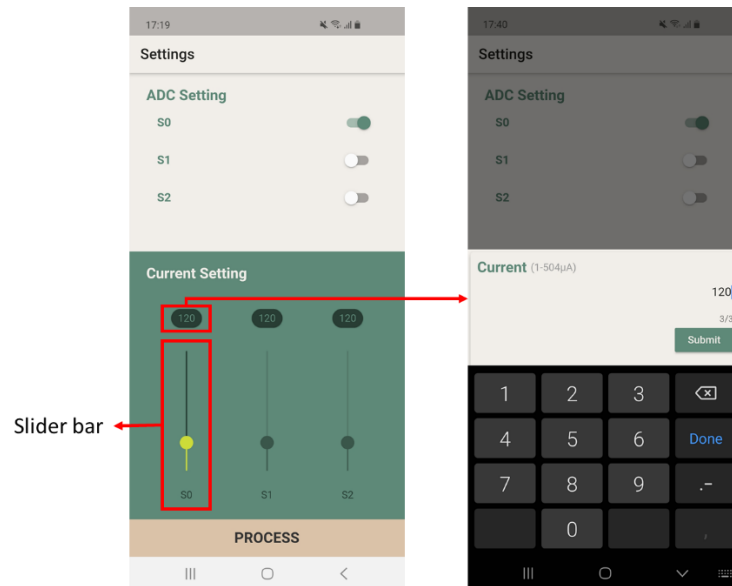 17:19
Settings
ADC Setting
S0
S1
S2
Current Setting
120 120 120
S0 S1 S2
PROCESS
Slider bar
17:40
Settings
ADC Setting
S0
S1
S2
Current (1-504µA)
120
3/3
Submit
1 2 3
4 5 6 Done
7 8 9 .-
0 ,